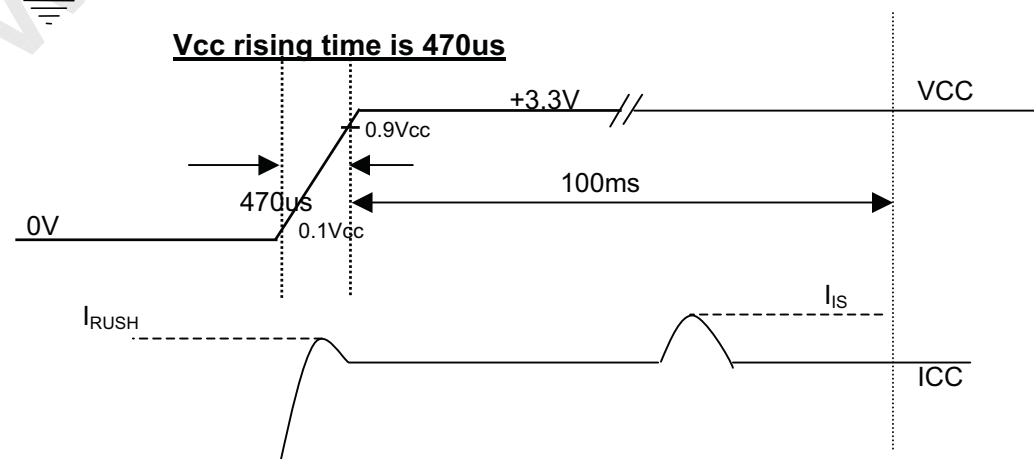 Vcc rising time is 470us
+3.3V
VCC
0.9Vcc
470us
100ms
0V
0.1Vcc
IRUSH
IIS
ICC